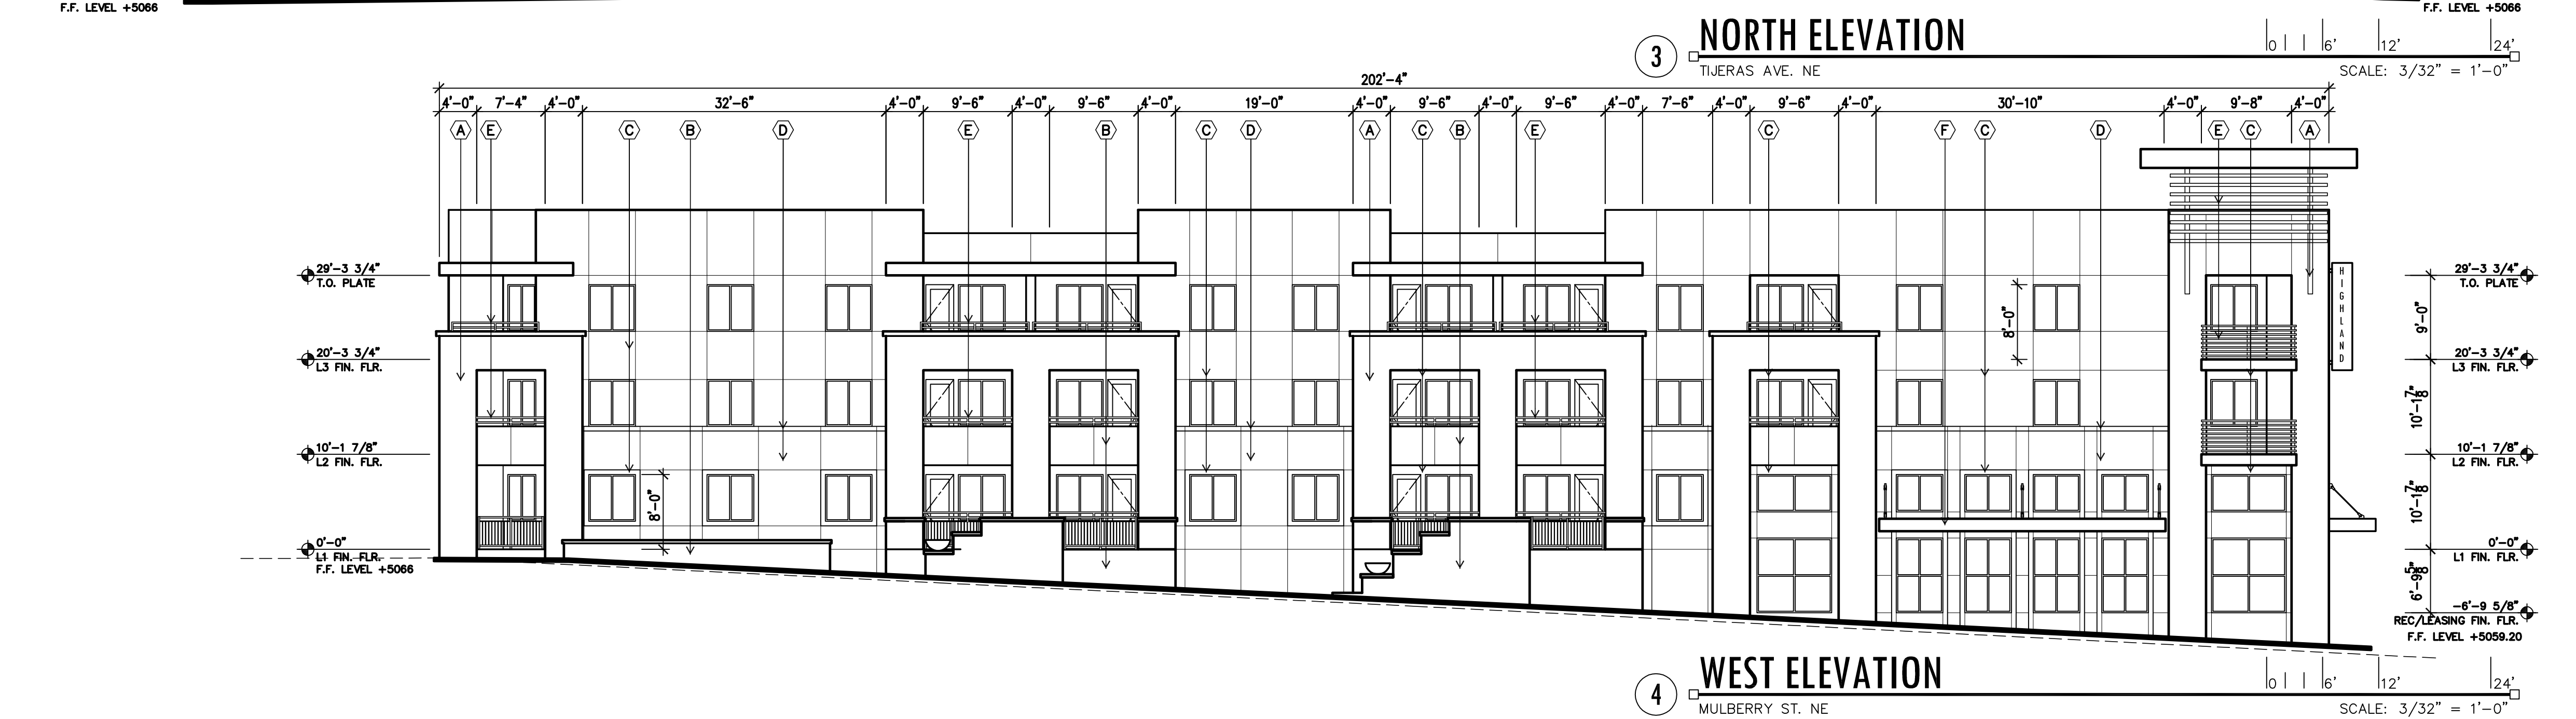 F.F. LEVEL +5066
F.F. LEVEL +5066
3
NORTH ELEVATION
TIJERAS AVE. NE
0 6' 12' 24'
SCALE: 3/32" = 1'-0"
202'-4"
4'-0" 7'-4" 4'-0" 32'-6" 4'-0" 9'-6" 4'-0" 9'-6" 4'-0" 19'-0" 4'-0" 9'-6" 4'-0" 9'-6" 4'-0" 7'-6" 4'-0" 9'-6" 4'-0" 30'-10" 4'-0" 9'-8" 4'-0"
A E C B D E B C D A C B E C F C D E C A
29'-3 3/4"
T.O. PLATE
20'-3 3/4"
L3 FIN. FLR.
10'-1 7/8"
L2 FIN. FLR.
0'-0"
L1 FIN. FLR.
F.F. LEVEL +5066
8'-0"
8'-0"
HIGHLAND
29'-3 3/4"
T.O. PLATE
9'-0"
20'-3 3/4"
L3 FIN. FLR.
10'-1 7/8"
10'-1 7/8"
L2 FIN. FLR.
10'-1 7/8"
0'-0"
L1 FIN. FLR.
6'-9 5/8"
-6'-9 5/8"
REC/LEASING FIN. FLR.
F.F. LEVEL +5059.20
4
WEST ELEVATION
MULBERRY ST. NE
0 6' 12' 24'
SCALE: 3/32" = 1'-0"